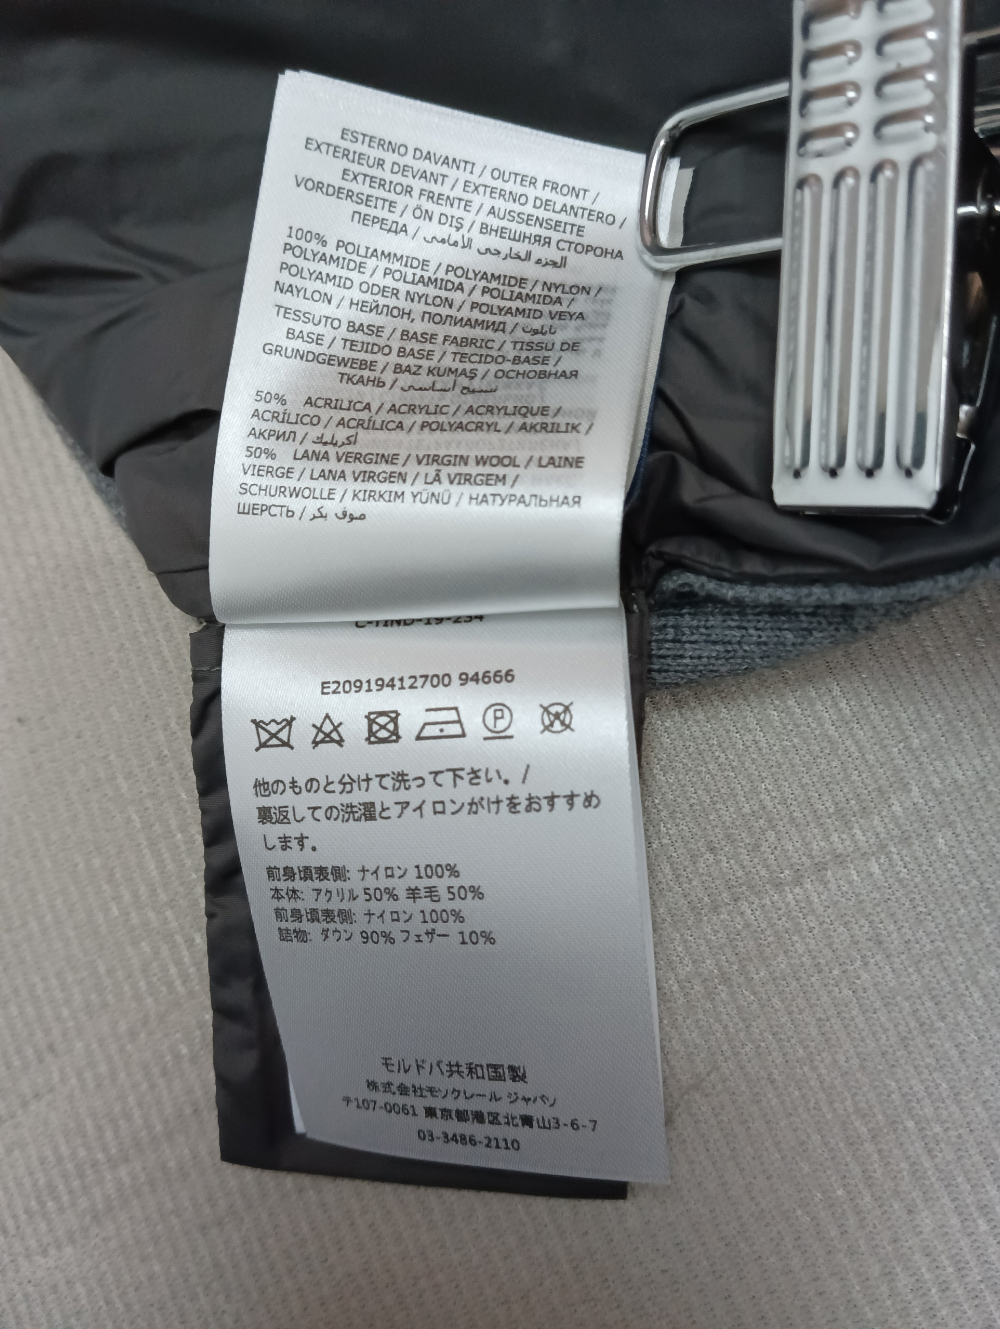 ESTERNO DAVANTI / OUTER FRONT /
EXTERIEUR DEVANT / EXTERNO DELANTERO /
EXTERIOR FRENTE / AUSSENSEITE
VORDERSEITE / ÖN DIŞ / ВНЕШНЯЯ СТОРОНА
ПЕРЕДА / الجزء الخارجي الأمامي
100% POLIAMMIDE / POLYAMIDE / NYLON /
POLYAMIDE / POLIAMIDA / POLIAMIDA /
POLYAMID ODER NYLON / POLYAMID VEYA
NAYLON / НЕЙЛОН, ПОЛИАМИД / نايلون
TESSUTO BASE / BASE FABRIC / TISSU DE
BASE / TEJIDO BASE / TECIDO-BASE /
GRUNDGEWEBE / BAZ KUMAŞ / ОСНОВНАЯ
ТКАНЬ / نسيج أساسي
50% ACRILICA / ACRYLIC / ACRYLIQUE /
ACRÍLICO / ACRÍLICA / POLYACRYL / AKRILIK /
АКРИЛ / أكريليك
50% LANA VERGINE / VIRGIN WOOL / LAINE
VIERGE / LANA VIRGEN / LÃ VIRGEM /
SCHURWOLLE / KIRKIM YÜNÜ / НАТУРАЛЬНАЯ
ШЕРСТЬ / صوف بكر
E20919412700 94666
他のものと分けて洗って下さい。/
裏返しての洗濯とアイロンがけをおすすめ
します。
前身頃表側: ナイロン 100%
本体: アクリル 50% 羊毛 50%
前身頃表側: ナイロン 100%
詰物: ダウン 90% フェザー 10%
モルドバ共和国製
株式会社モンクレール ジャパン
〒107-0061 東京都港区北青山3-6-7
03-3486-2110